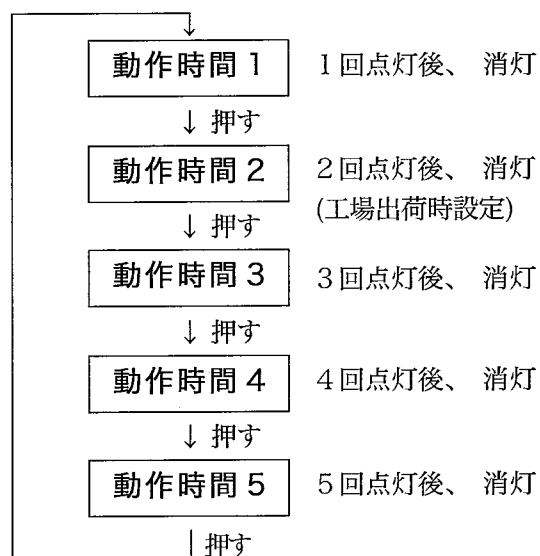 動作時間1 1回点灯後、 消灯
↓ 押す
動作時間2 2回点灯後、 消灯
(工場出荷時設定)
↓ 押す
動作時間3 3回点灯後、 消灯
↓ 押す
動作時間4 4回点灯後、 消灯
↓ 押す
動作時間5 5回点灯後、 消灯
押す